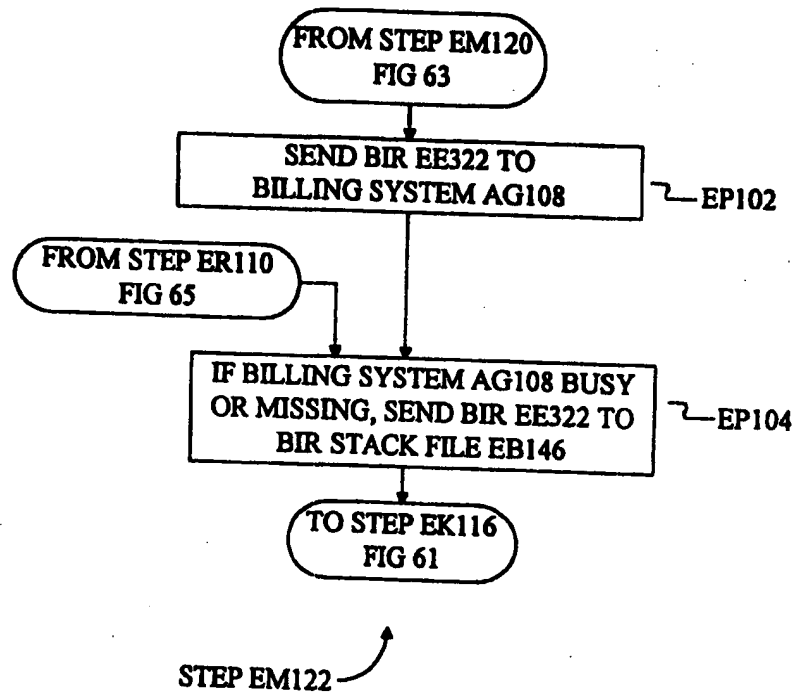 FROM STEP EM120
FIG 63
SEND BIR EE322 TO
BILLING SYSTEM AG108
EP102
FROM STEP ER110
FIG 65
IF BILLING SYSTEM AG108 BUSY
OR MISSING, SEND BIR EE322 TO
BIR STACK FILE EB146
EP104
TO STEP EK116
FIG 61
STEP EM122